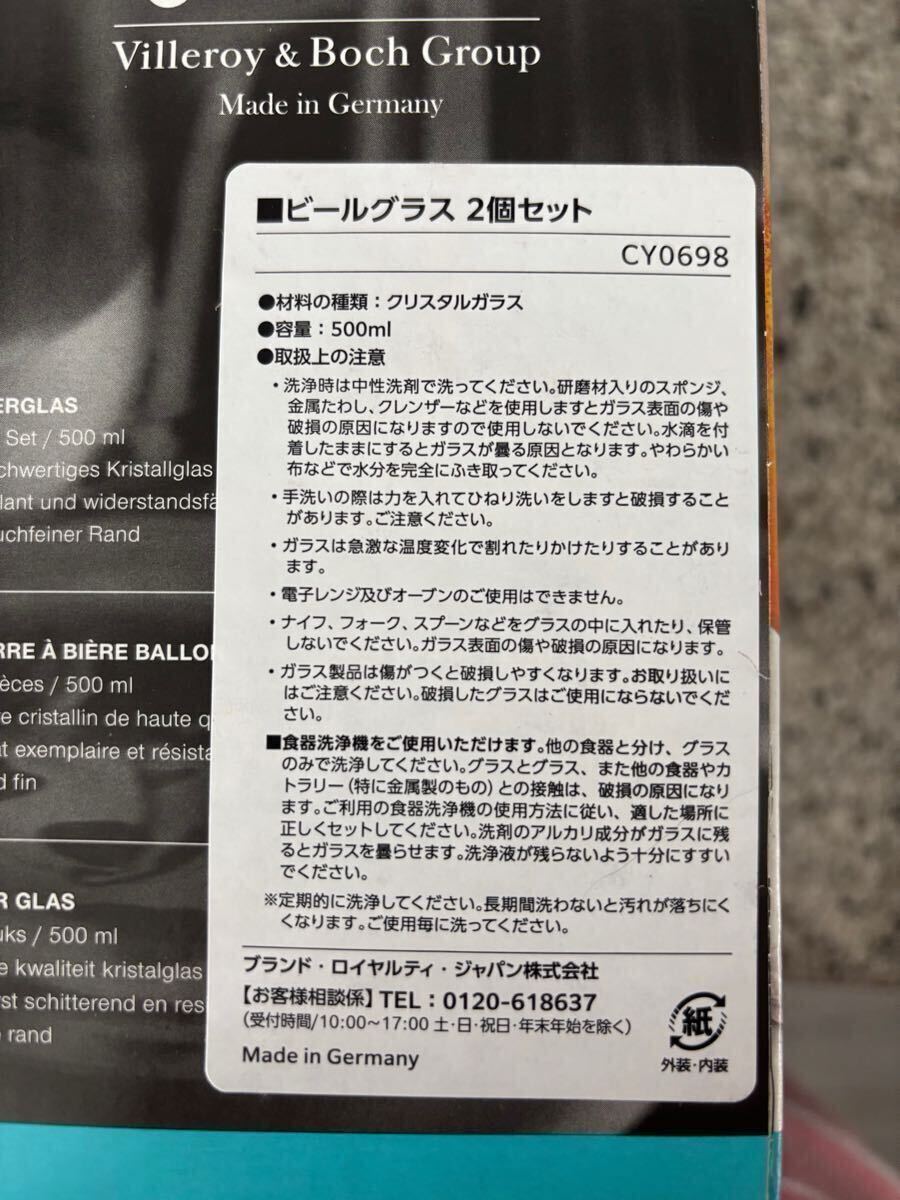 Villeroy & Boch Group
Made in Germany
■ビールグラス 2個セット
CY0698
●材料の種類：クリスタルガラス
●容量：500ml
●取扱上の注意
・洗浄時は中性洗剤で洗ってください。研磨材入りのスポンジ、
金属たわし、クレンザーなどを使用しますとガラス表面の傷や
破損の原因になりますので使用しないでください。水滴を付
着したままにするとガラスが曇る原因となります。やわらかい
布などで水分を完全にふき取ってください。
・手洗いの際は力を入れてひねり洗いをしますと破損すること
があります。ご注意ください。
・ガラスは急激な温度変化で割れたりかけたりすることがあり
ます。
・電子レンジ及びオーブンのご使用はできません。
・ナイフ、フォーク、スプーンなどをグラスの中に入れたり、保管
しないでください。ガラス表面の傷や破損の原因になります。
・ガラス製品は傷がつくと破損しやすくなります。お取り扱いに
はご注意ください。破損したグラスはご使用にならないでくだ
さい。
■食器洗浄機をご使用いただけます。他の食器と分け、グラス
のみで洗浄してください。グラスとグラス、また他の食器やカ
トラリー（特に金属製のもの）との接触は、破損の原因になり
ます。ご利用の食器洗浄機の使用方法に従い、適した場所に
正しくセットしてください。洗剤のアルカリ成分がガラスに残
るとガラスを曇らせます。洗浄液が残らないよう十分にすすい
でください。
※定期的に洗浄してください。長期間洗わないと汚れが落ちにく
くなります。ご使用毎に洗ってください。
ブランド・ロイヤルティ・ジャパン株式会社
【お客様相談係】TEL：0120-618637
（受付時間/10:00～17:00 土・日・祝日・年末年始を除く）
Made in Germany
紙
外装・内装
ERGLAS
Set / 500 ml
chwertiges Kristallglas
lant und widerstandsfä
uchfeiner Rand
RRE À BIÈRE BALLO
ièces / 500 ml
re cristallin de haute q
at exemplaire et résista
d fin
R GLAS
uks / 500 ml
e kwaliteit kristalglas
rst schitterend en res
rand